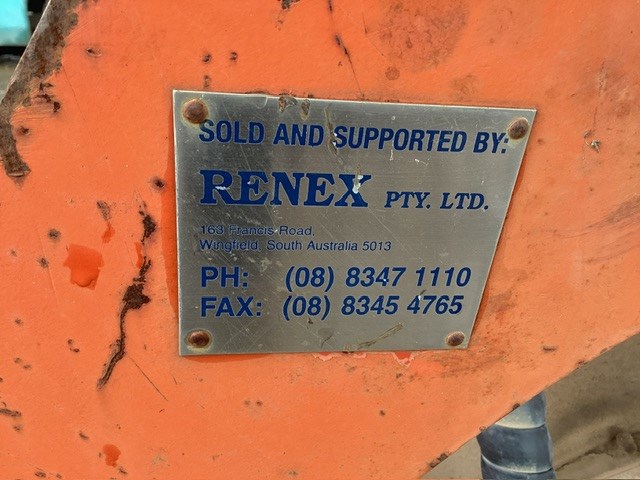 SOLD AND SUPPORTED BY:
RENEX PTY. LTD.
163 Francis Road,
Wingfield, South Australia 5013
PH: (08) 8347 1110
FAX: (08) 8345 4765